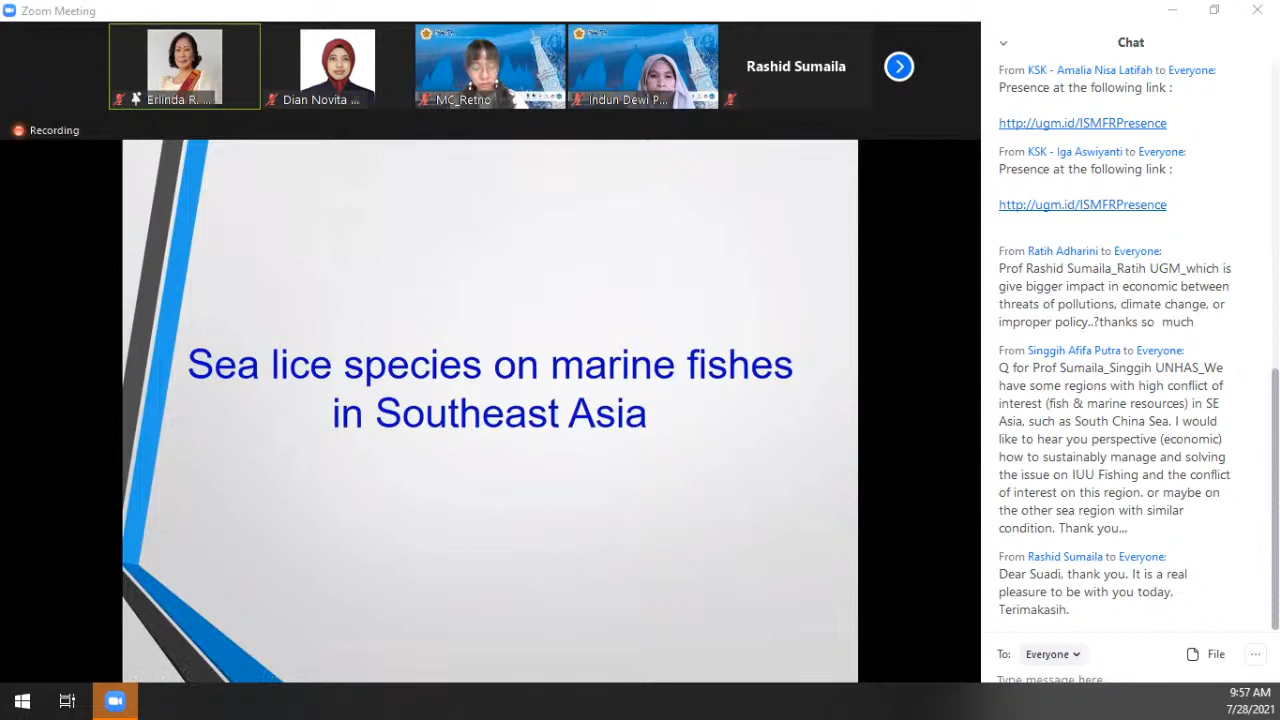 Zoom Meeting
Erlinda R. ...
Dian Novita ...
MC_Retno
Indun Dewi P...
Rashid Sumaila
Recording
Sea lice species on marine fishes
in Southeast Asia
Chat
From KSK - Amalia Nisa Latifah to Everyone:
Presence at the following link :
http://ugm.id/ISMFRPresence
From KSK - Iga Aswiyanti to Everyone:
Presence at the following link :
http://ugm.id/ISMFRPresence
From Ratih Adharini to Everyone:
Prof Rashid Sumaila_Ratih UGM_which is
give bigger impact in economic between
threats of pollutions, climate change, or
improper policy..?thanks so much
From Singgih Afifa Putra to Everyone:
Q for Prof Sumaila_Singgih UNHAS_We
have some regions with high conflict of
interest (fish & marine resources) in SE
Asia, such as South China Sea. I would
like to hear you perspective (economic)
how to sustainably manage and solving
the issue on IUU Fishing and the conflict
of interest on this region. or maybe on
the other sea region with similar
condition. Thank you...
From Rashid Sumaila to Everyone:
Dear Suadi, thank you. It is a real
pleasure to be with you today.
Terimakasih.
To: Everyone
File
Type message here
9:57 AM
7/28/2021